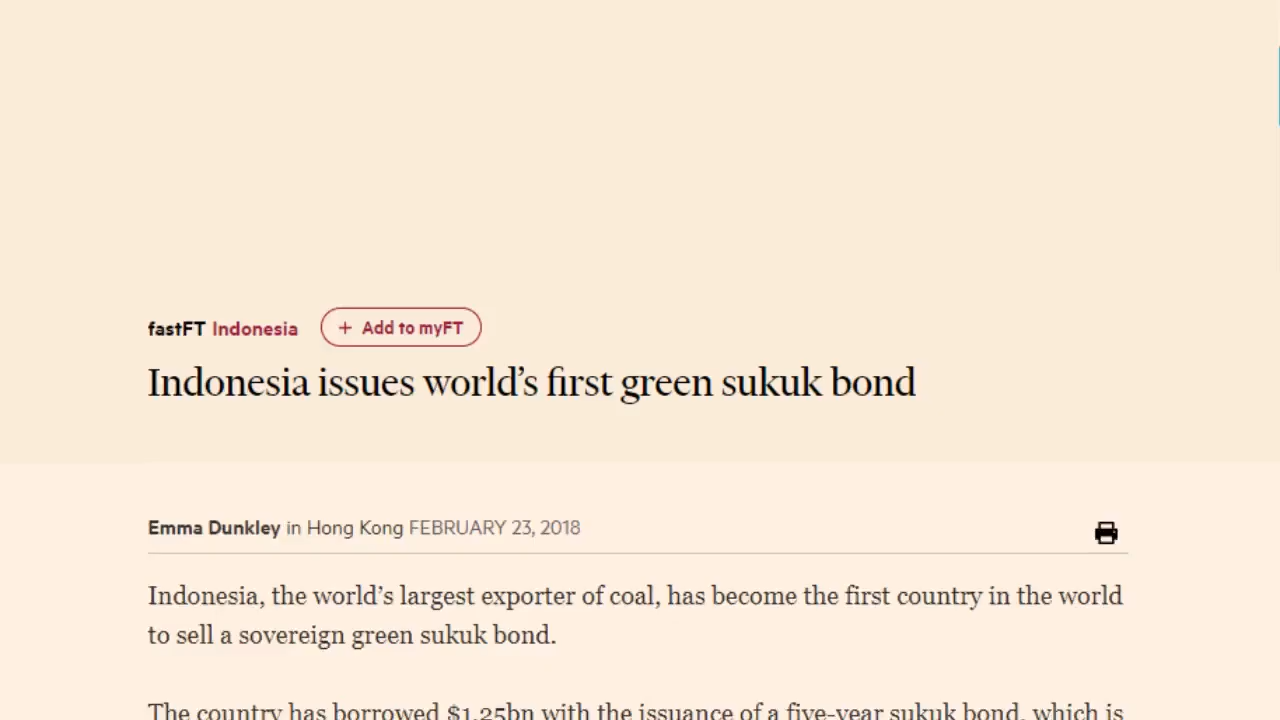 fastFT Indonesia + Add to myFT
Indonesia issues world’s first green sukuk bond
Emma Dunkley in Hong Kong FEBRUARY 23, 2018
Indonesia, the world’s largest exporter of coal, has become the first country in the world
to sell a sovereign green sukuk bond.
The country has borrowed $1.25bn with the issuance of a five-year sukuk bond, which is